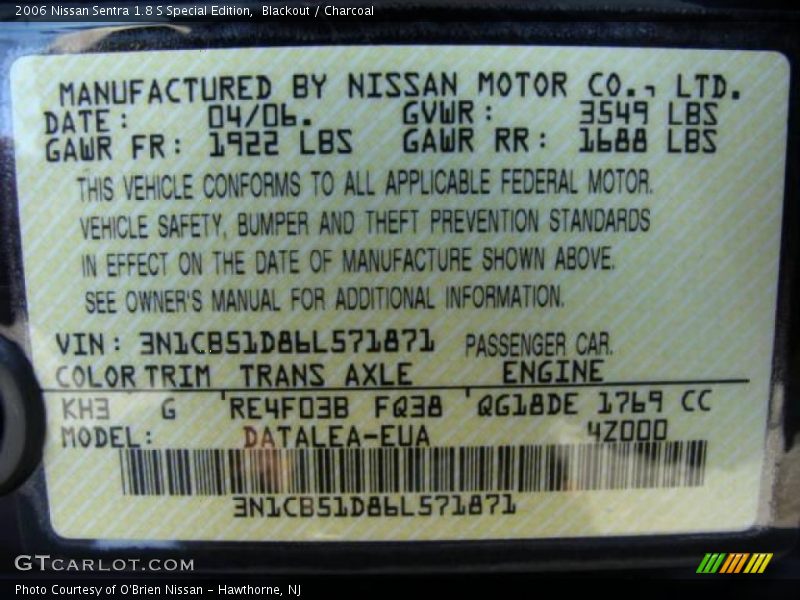 2006 Nissan Sentra 1.8 S Special Edition, Blackout / Charcoal
MANUFACTURED BY NISSAN MOTOR CO., LTD.
DATE: 04/06. GVWR: 3549 LBS
GAWR FR: 1922 LBS GAWR RR: 1688 LBS
THIS VEHICLE CONFORMS TO ALL APPLICABLE FEDERAL MOTOR.
VEHICLE SAFETY, BUMPER AND THEFT PREVENTION STANDARDS
IN EFFECT ON THE DATE OF MANUFACTURE SHOWN ABOVE.
SEE OWNER'S MANUAL FOR ADDITIONAL INFORMATION.
VIN: 3N1CB51D86L571871 PASSENGER CAR.
COLOR TRIM TRANS AXLE ENGINE
KH3 G RE4F03B FQ38 QG18DE 1769 CC
MODEL: DATALEA-EUA 4Z000
3N1CB51D86L571871
GTCARLOT.COM
Photo Courtesy of O'Brien Nissan - Hawthorne, NJ